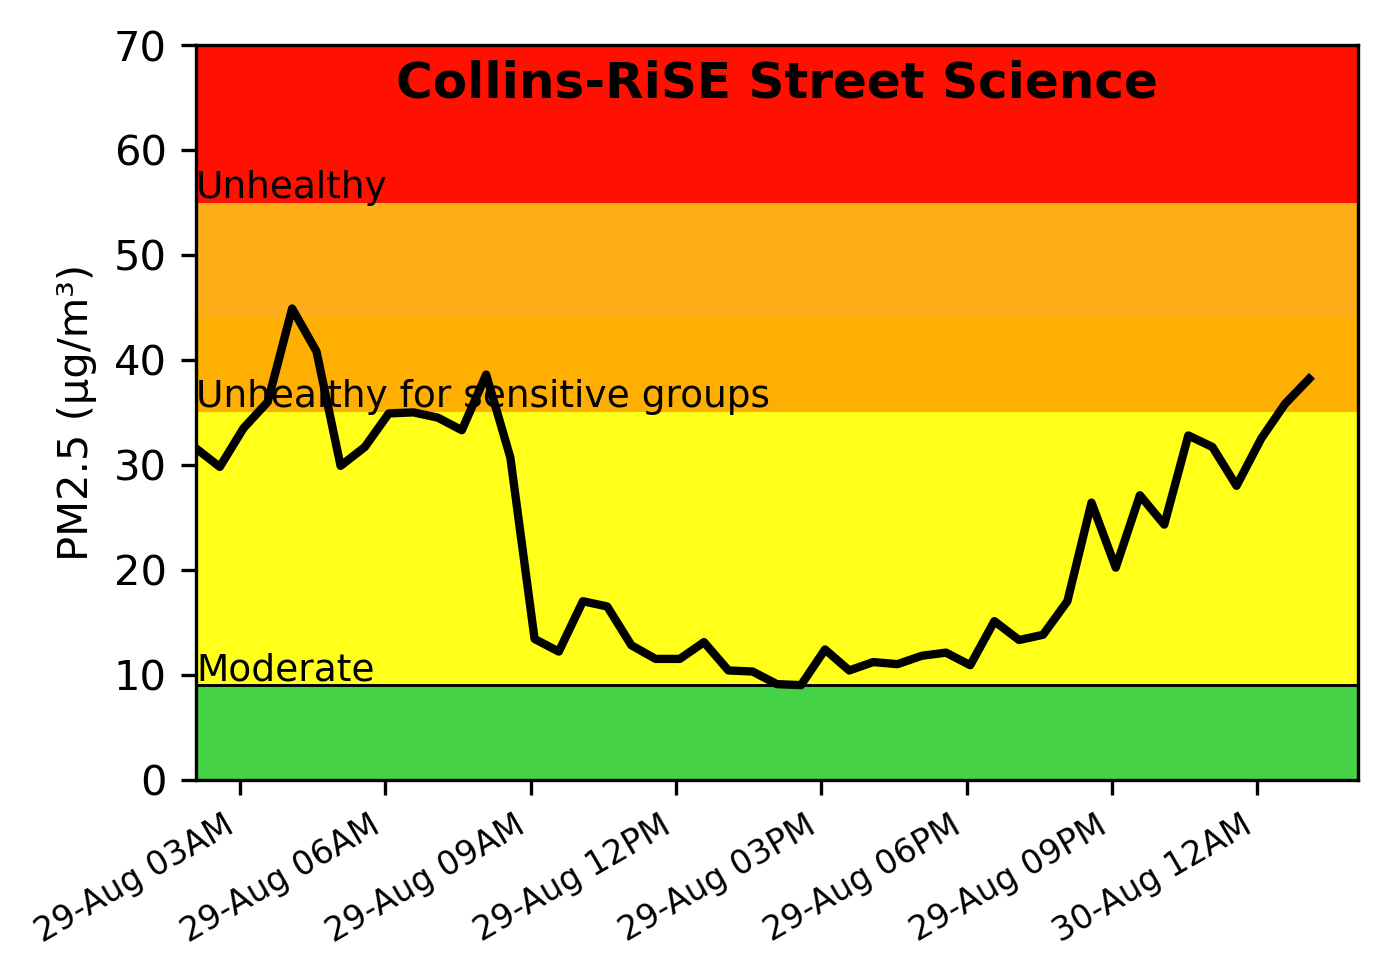 Collins-RiSE Street Science
PM2.5 (µg/m³)
70
60
50
40
30
20
10
0
Unhealthy
Unhealthy for sensitive groups
Moderate
29-Aug 03AM
29-Aug 06AM
29-Aug 09AM
29-Aug 12PM
29-Aug 03PM
29-Aug 06PM
29-Aug 09PM
30-Aug 12AM